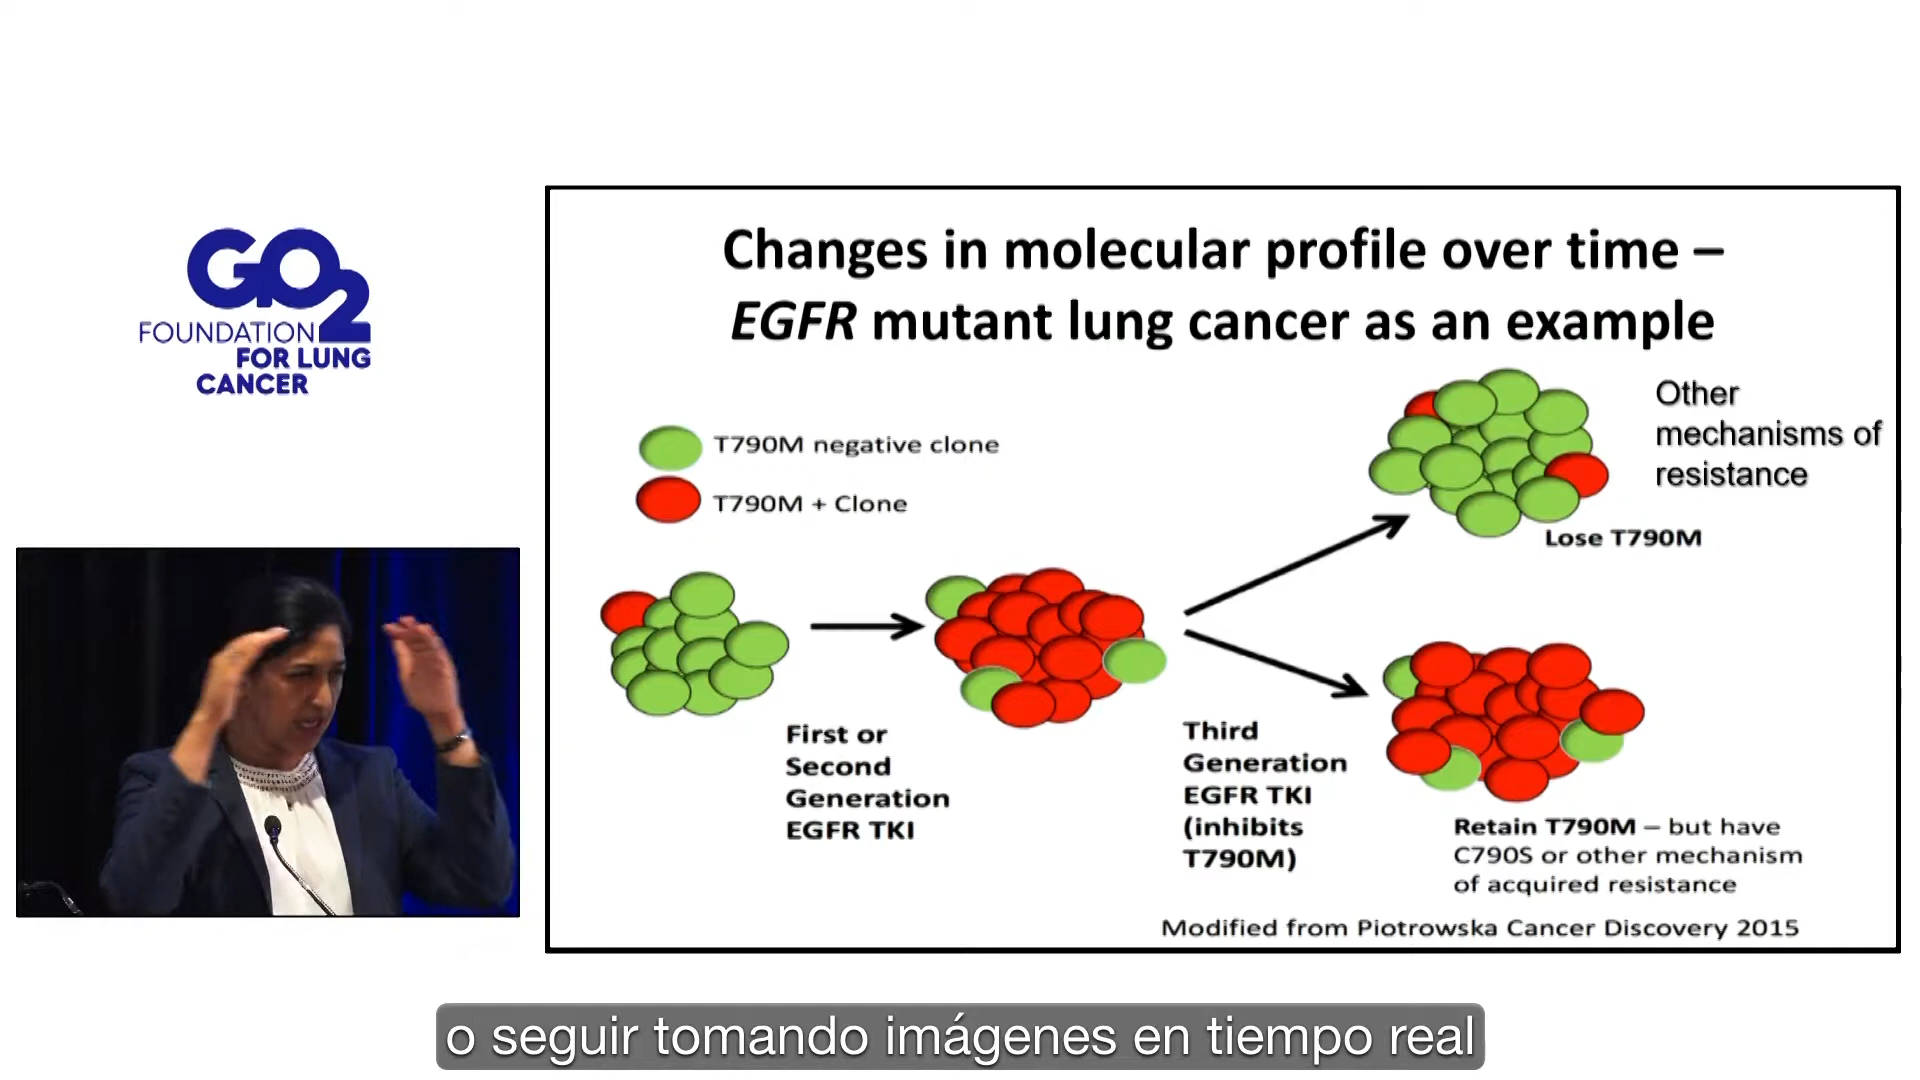 GO2
FOUNDATION
FOR LUNG
CANCER
Changes in molecular profile over time –
EGFR mutant lung cancer as an example
T790M negative clone
T790M + Clone
Other
mechanisms of
resistance
Lose T790M
First or
Second
Generation
EGFR TKI
Third
Generation
EGFR TKI
(inhibits
T790M)
Retain T790M – but have
C790S or other mechanism
of acquired resistance
Modified from Piotrowska Cancer Discovery 2015
o seguir tomando imágenes en tiempo real